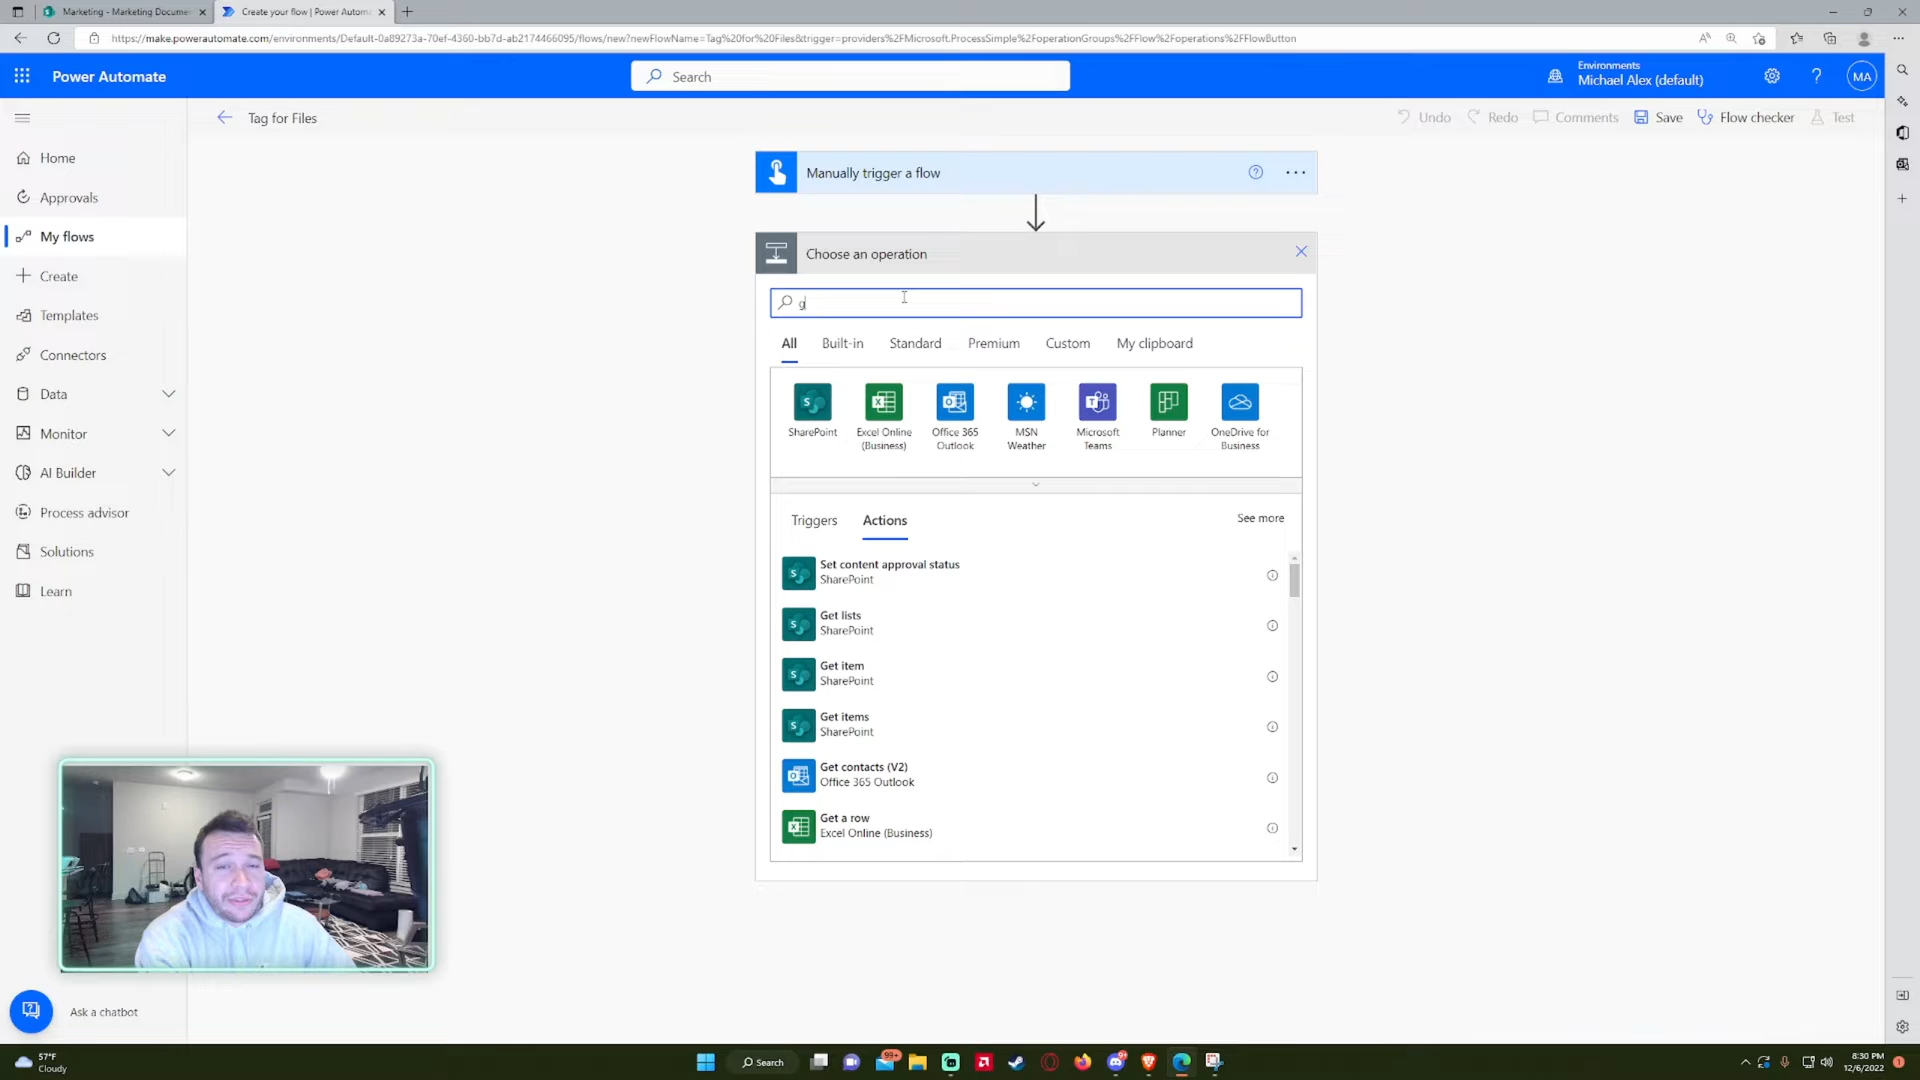 Marketing - Marketing Documen
Create your flow | Power Automa
https://make.powerautomate.com/environments/Default-0a89273a-70ef-4360-bb7d-ab2174466095/flows/new?newFlowName=Tag%20for%20Files&trigger=providers%2FMicrosoft.ProcessSimple%2FoperationGroups%2FFlow%2Foperations%2FFlowButton
Power Automate
Search
Environments
Michael Alex (default)
MA
Tag for Files
Undo
Redo
Comments
Save
Flow checker
Test
Home
Approvals
My flows
Create
Templates
Connectors
Data
Monitor
AI Builder
Process advisor
Solutions
Learn
Ask a chatbot
Manually trigger a flow
Choose an operation
g
All
Built-in
Standard
Premium
Custom
My clipboard
SharePoint
Excel Online
(Business)
Office 365
Outlook
MSN
Weather
Microsoft
Teams
Planner
OneDrive for
Business
Triggers
Actions
See more
Set content approval status
SharePoint
Get lists
SharePoint
Get item
SharePoint
Get items
SharePoint
Get contacts (V2)
Office 365 Outlook
Get a row
Excel Online (Business)
57°F
Cloudy
Search
99+
8:30 PM
12/6/2022
1